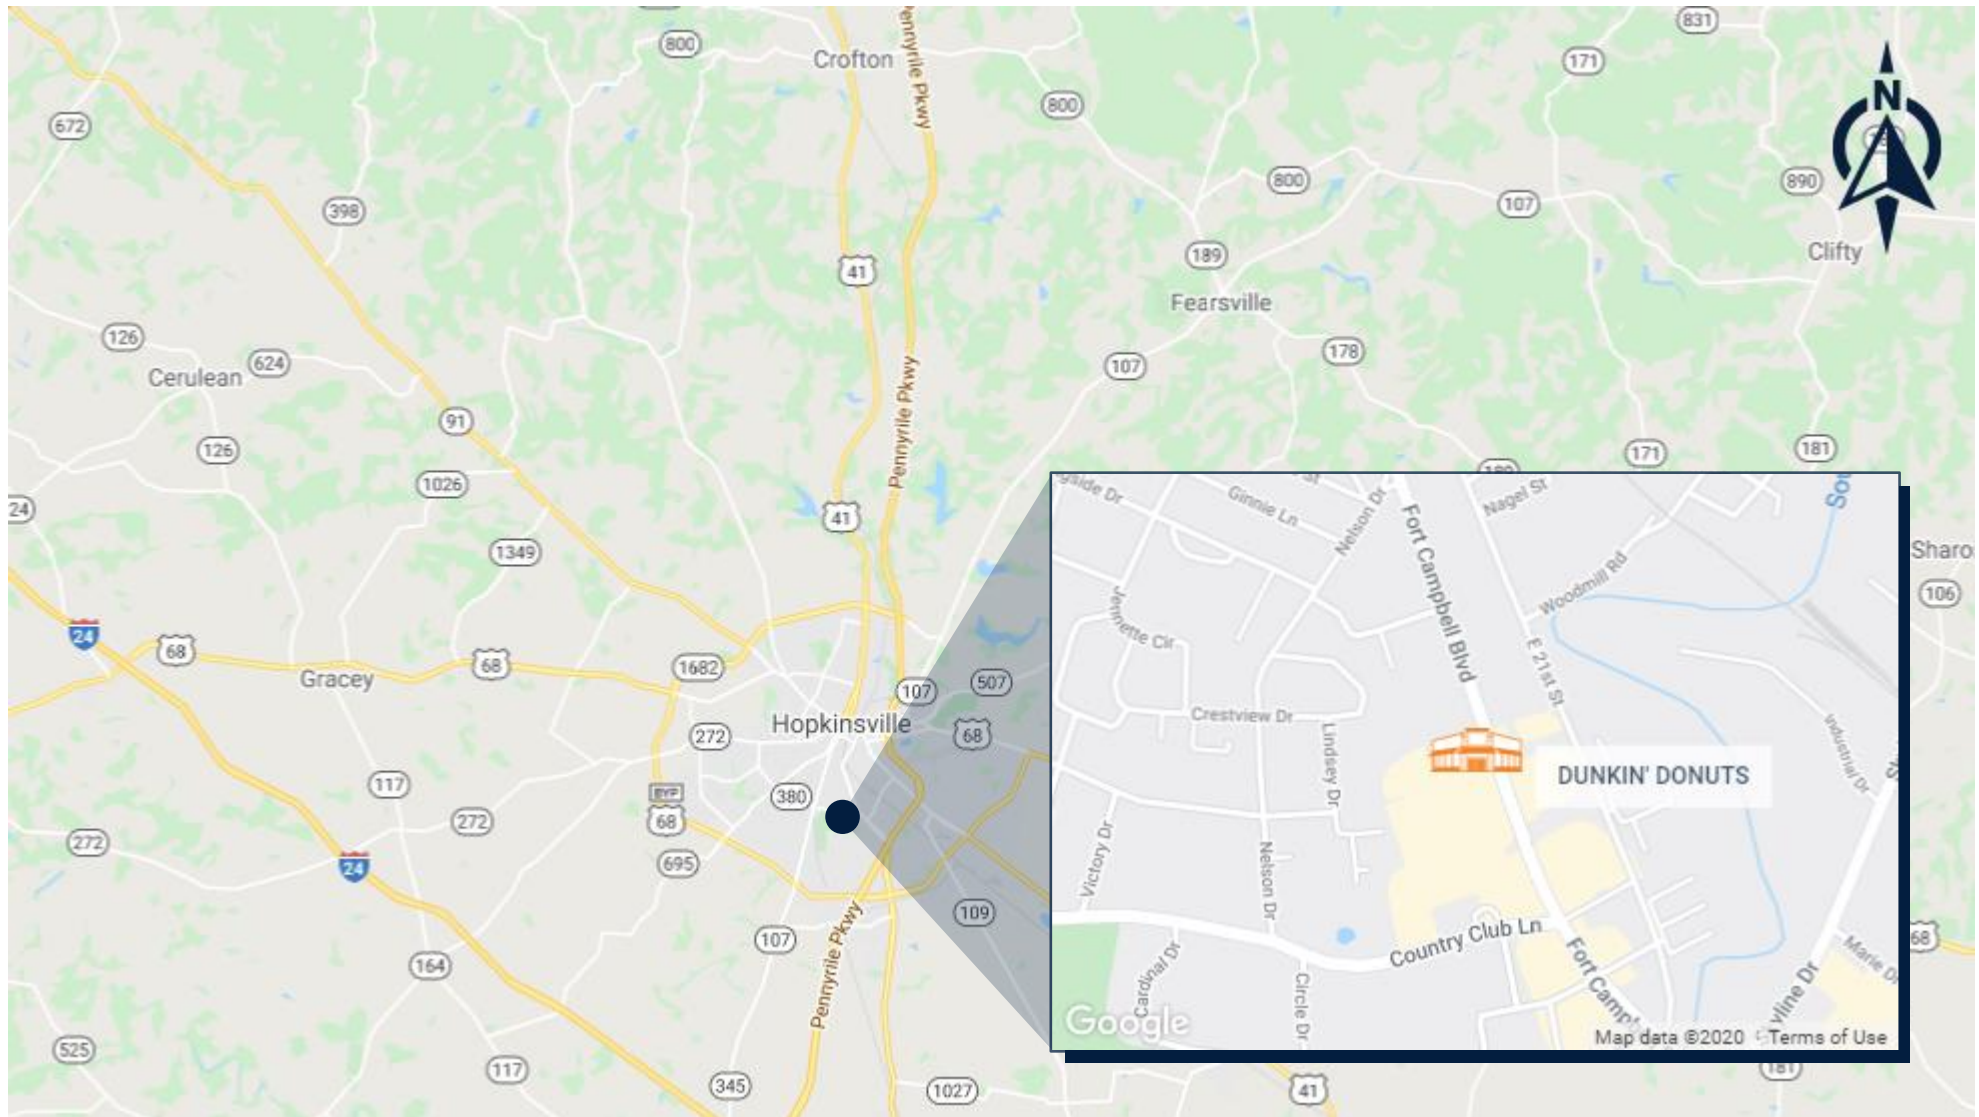 831
800
Crofton
Pennyrile Pkwy
171
800
672
N
800
890
398
107
Clifty
189
41
Fearsville
126
624
178
107
Cerulean
91
126
171
181
1026
Pennyrile Pkwy
24
41
1349
Sharo
106
24
68
68
1682
Gracey
107
507
Hopkinsville
272
68
117
380
BYP
68
272
272
24
695
109
107
68
164
Pennyrile Pkwy
525
117
345
1027
41
181
Ginnie Ln
Nelson Dr
Fort Campbell Blvd
Nagel St
Woodmill Rd
Jennette Cir
E 21st St
Crestview Dr
Lindsey Dr
Industrial Dr
DUNKIN' DONUTS
Victory Dr
Nelson Dr
Country Club Ln
Cardinal Dr
Circle Dr
Fort Campb
Marie Dr
Google
Map data ©2020
Terms of Use